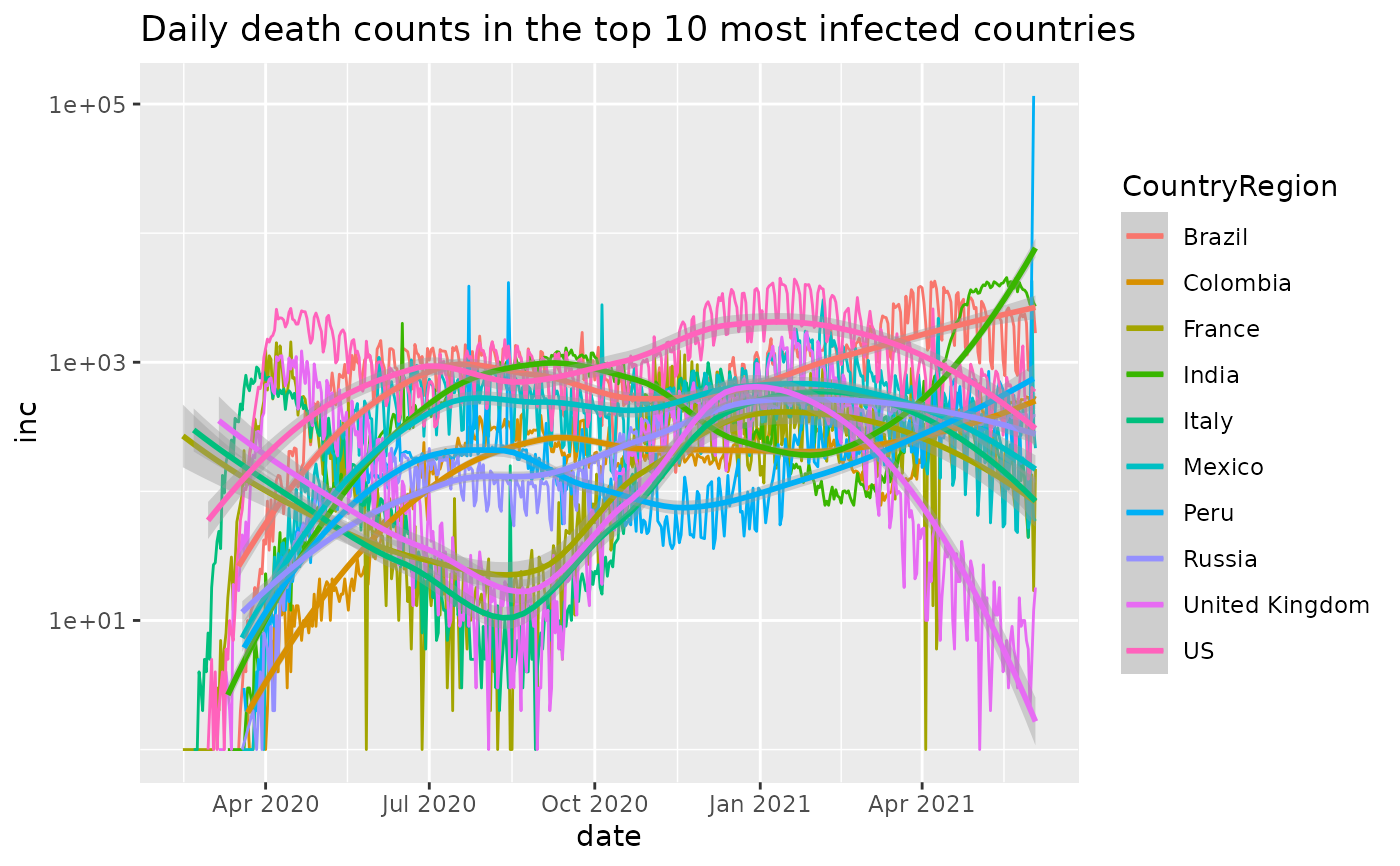 Daily death counts in the top 10 most infected countries
1e+05
1e+03
1e+01
inc
Apr 2020
Jul 2020
Oct 2020
Jan 2021
Apr 2021
date
CountryRegion
Brazil
Colombia
France
India
Italy
Mexico
Peru
Russia
United Kingdom
US